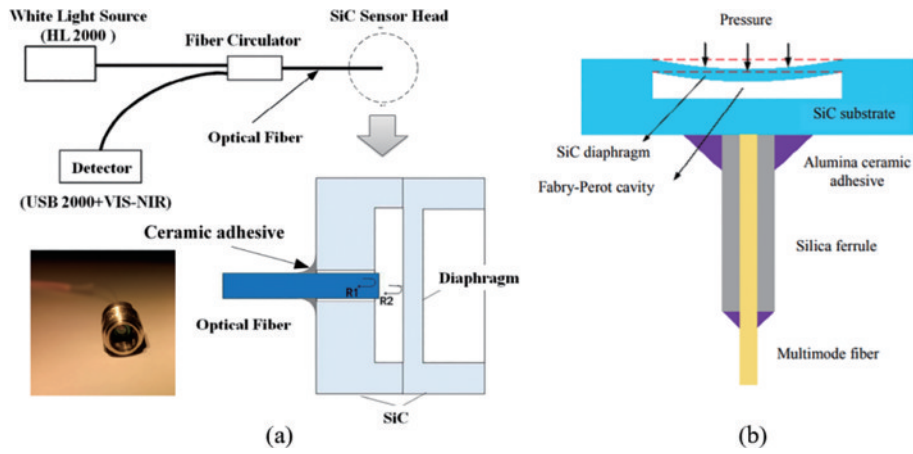 White Light Source
(HL 2000 )
Fiber Circulator
SiC Sensor Head
Optical Fiber
Detector
(USB 2000+VIS-NIR)
Ceramic adhesive
R1
R2
Diaphragm
Optical Fiber
SiC
(a)
Pressure
SiC substrate
SiC diaphragm
Fabry-Perot cavity
Alumina ceramic
adhesive
Silica ferrule
Multimode fiber
(b)